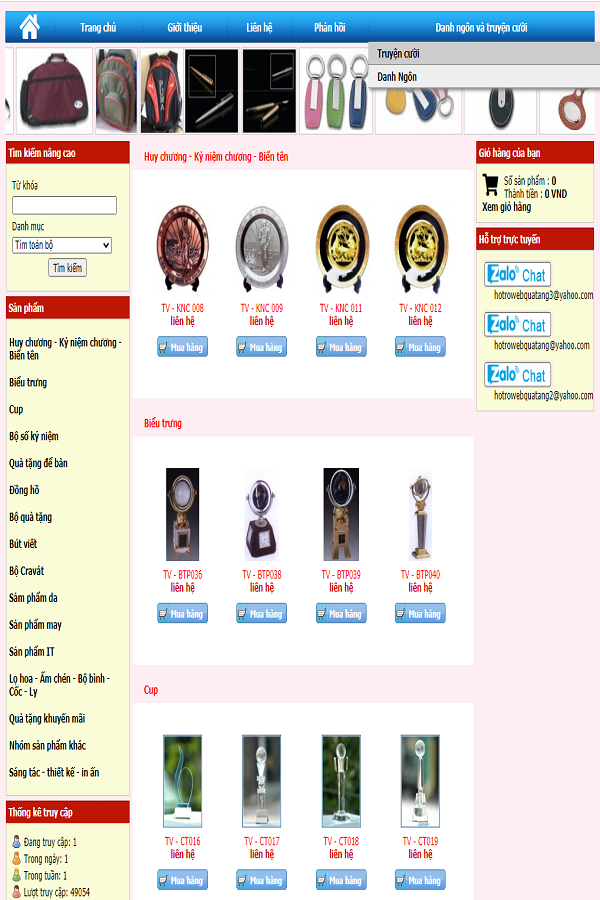 Trang chủ
Giới thiệu
Liên hệ
Phản hồi
Danh ngôn và truyện cười
Truyện cười
Danh Ngôn
Tìm kiếm nâng cao
Từ khóa
Danh mục
Tìm toàn bộ
Tìm kiếm
Sản phẩm
Huy chương - Kỷ niệm chương -
Biển tên
Biểu trưng
Cup
Bộ số kỷ niệm
Quà tặng để bàn
Đồng hồ
Bộ quà tặng
Bút viết
Bộ Cravát
Sảm phẩm da
Sản phẩm may
Sản phẩm IT
Lọ hoa - Ấm chén - Bộ bình -
Cốc - Ly
Quà tặng khuyến mãi
Nhóm sản phẩm khác
Sáng tác - thiết kế - in ấn
Thống kê truy cập
Đang truy cập: 1
Trong ngày: 1
Trong tuần: 1
Lượt truy cập: 49054
Huy chương - Kỷ niệm chương - Biển tên
TV - KNC 008
liên hệ
Mua hàng
TV - KNC 009
liên hệ
Mua hàng
TV - KNC 011
liên hệ
Mua hàng
TV - KNC 012
liên hệ
Mua hàng
Biểu trưng
TV - BTP036
liên hệ
Mua hàng
TV - BTP038
liên hệ
Mua hàng
TV - BTP039
liên hệ
Mua hàng
TV - BTP040
liên hệ
Mua hàng
Cup
TV - CT016
liên hệ
Mua hàng
TV - CT017
liên hệ
Mua hàng
TV - CT018
liên hệ
Mua hàng
TV - CT019
liên hệ
Mua hàng
Giỏ hàng của bạn
Số sản phẩm : 0
Thành tiền : 0 VND
Xem giỏ hàng
Hỗ trợ trực tuyến
Zalo Chat
hotrowebquatang3@yahoo.com
Zalo Chat
hotrowebquatang@yahoo.com
Zalo Chat
hotrowebquatang2@yahoo.com